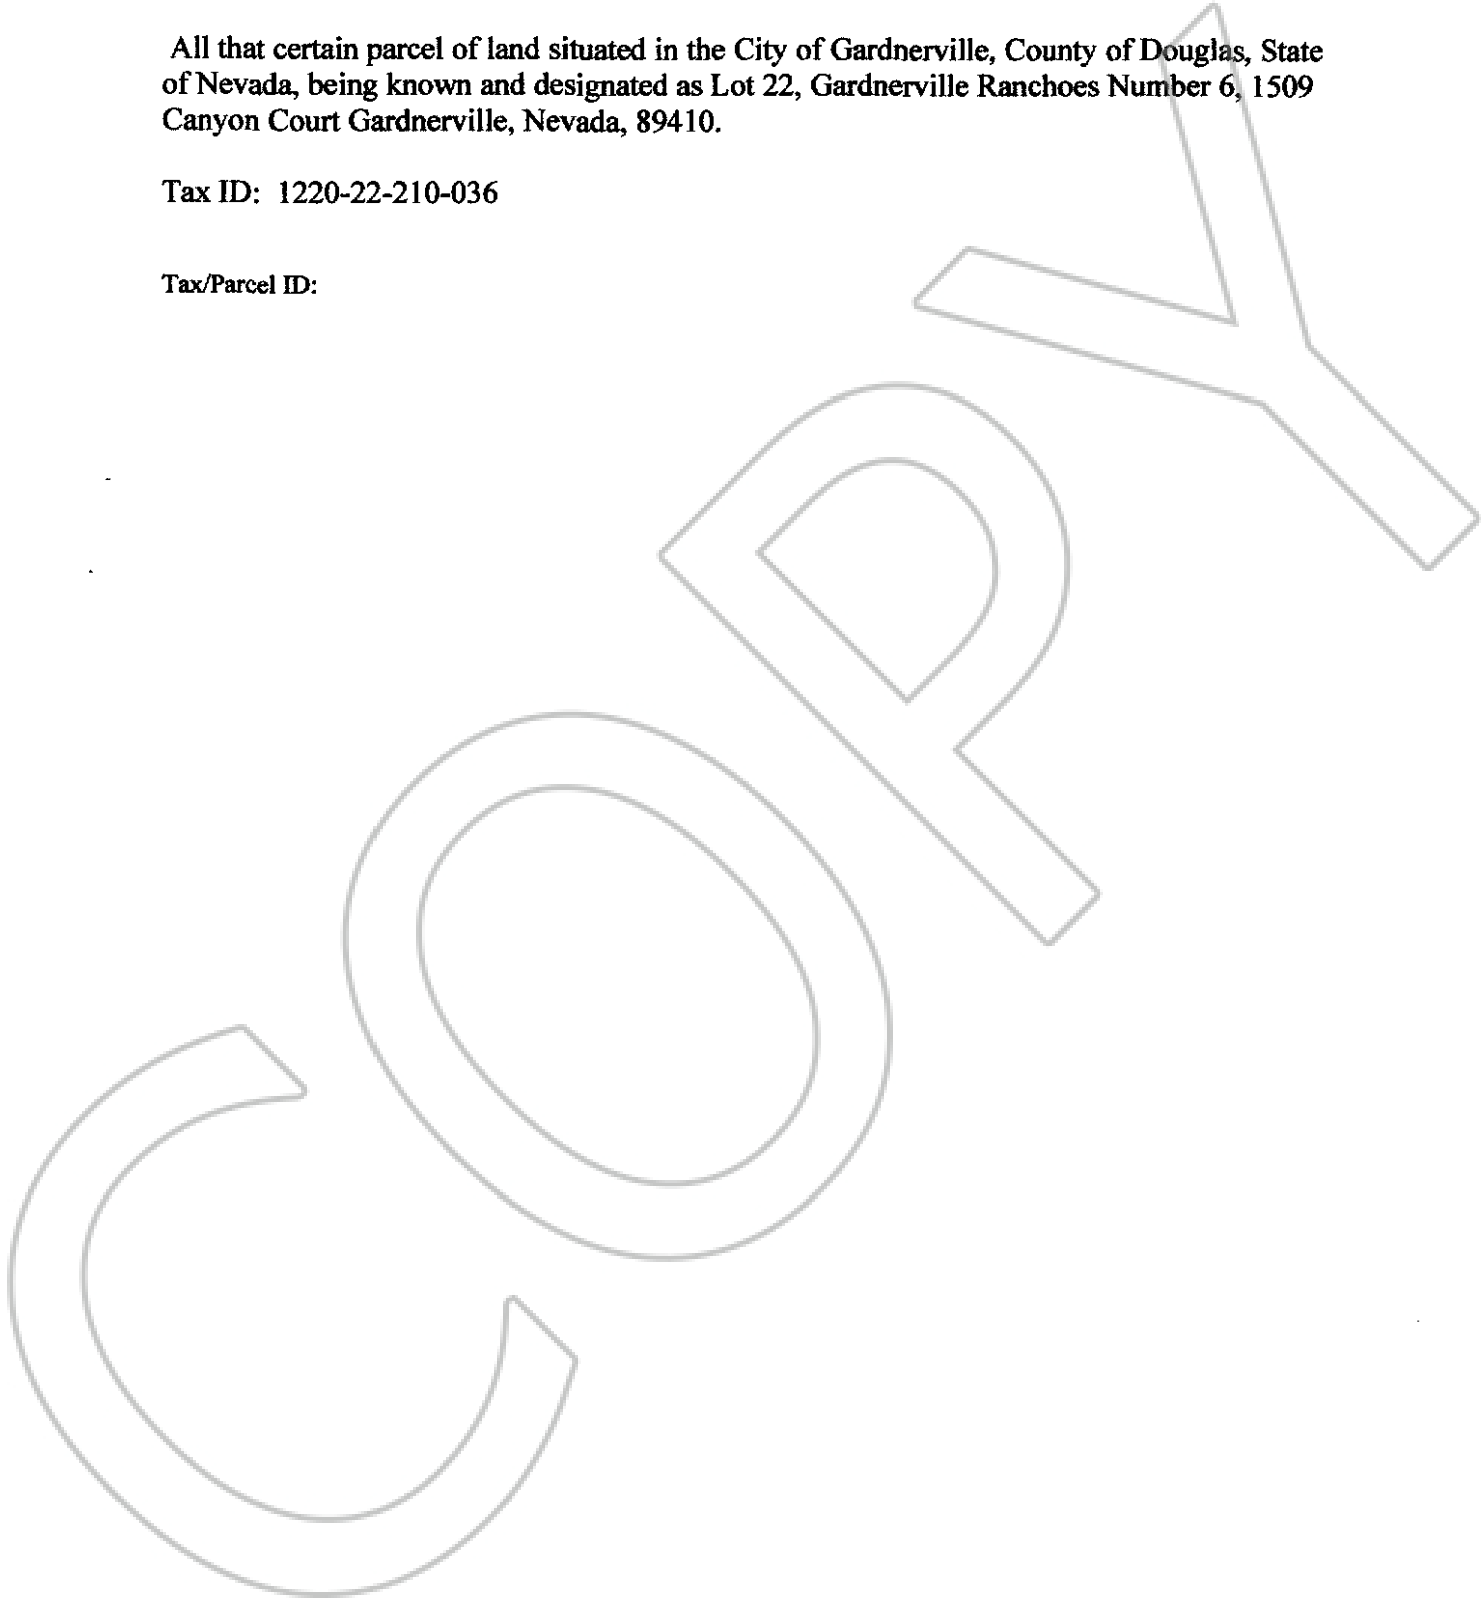 All that certain parcel of land situated in the City of Gardnerville, County of Douglas, State
of Nevada, being known and designated as Lot 22, Gardnerville Ranchoes Number 6, 1509
Canyon Court Gardnerville, Nevada, 89410.
Tax ID: 1220-22-210-036
Tax/Parcel ID:
COPY